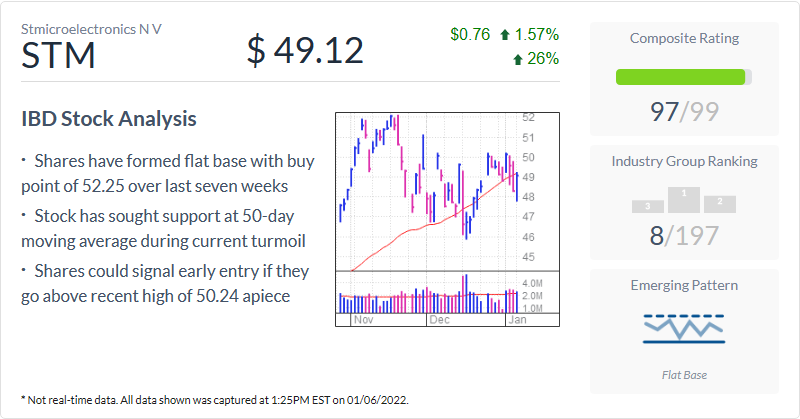 Stmicroelectronics N V
STM
$ 49.12
$0.76 1.57%
26%
IBD Stock Analysis
· Shares have formed flat base with buy
point of 52.25 over last seven weeks
· Stock has sought support at 50-day
moving average during current turmoil
· Shares could signal early entry if they
go above recent high of 50.24 apiece
52
51
50
49
48
47
46
45
4.0M
2.0M
1.0M
Nov Dec Jan
Composite Rating
97/99
Industry Group Ranking
3 1 2
8/197
Emerging Pattern
Flat Base
* Not real-time data. All data shown was captured at 1:25PM EST on 01/06/2022.